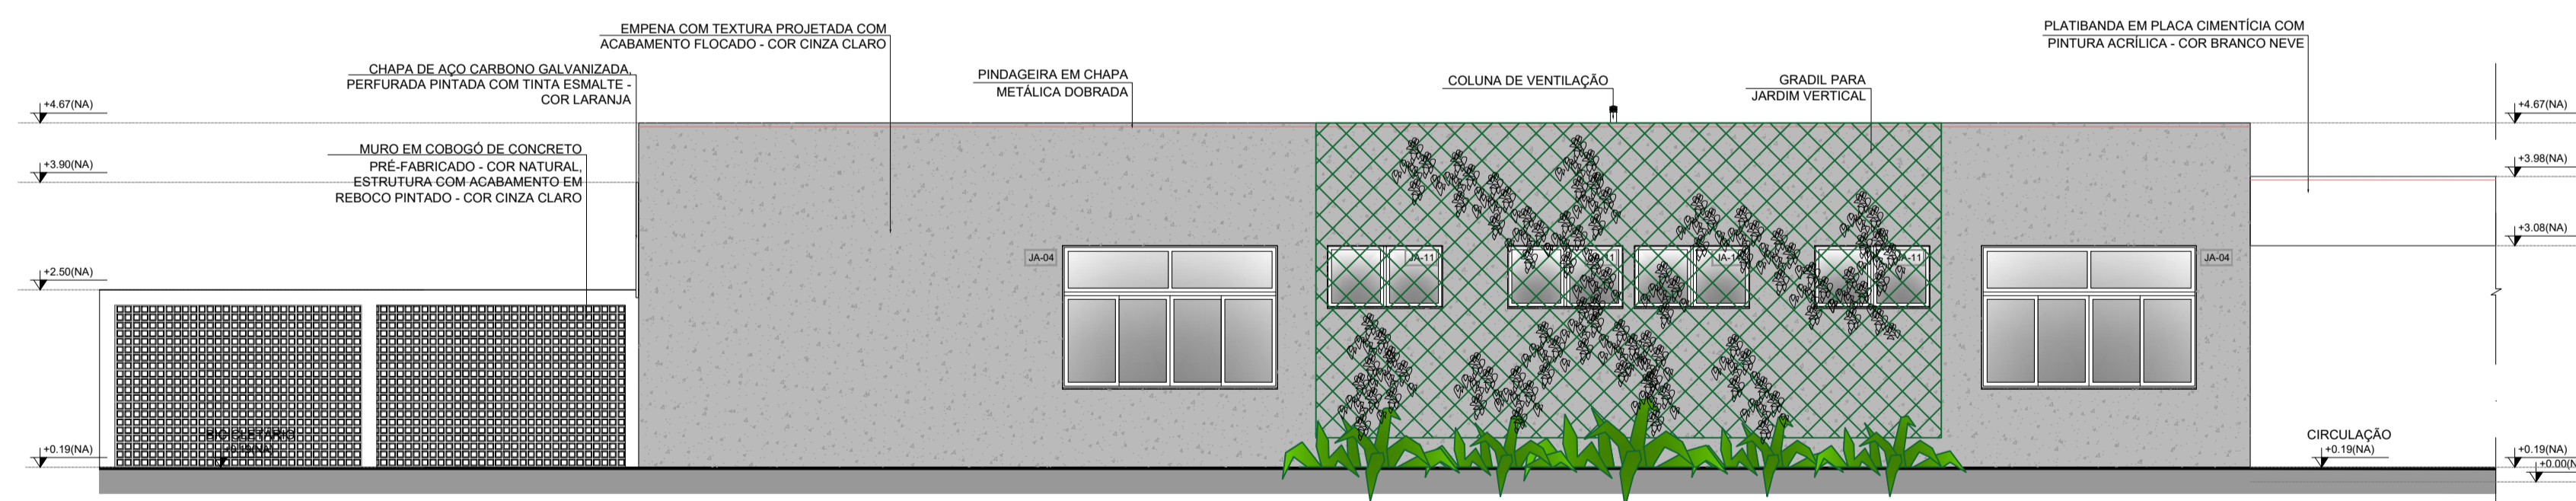 EMPENA COM TEXTURA PROJETADA COM
ACABAMENTO FLOCADO - COR CINZA CLARO
PLATIBANDA EM PLACA CIMENTÍCIA COM
PINTURA ACRÍLICA - COR BRANCO NEVE
CHAPA DE AÇO CARBONO GALVANIZADA,
PERFURADA PINTADA COM TINTA ESMALTE -
COR LARANJA
PINDAGEIRA EM CHAPA
METÁLICA DOBRADA
COLUNA DE VENTILAÇÃO
GRADIL PARA
JARDIM VERTICAL
+4.67(NA)
+4.67(NA)
MURO EM COBOGÓ DE CONCRETO
PRÉ-FABRICADO - COR NATURAL,
ESTRUTURA COM ACABAMENTO EM
REBOCO PINTADO - COR CINZA CLARO
+3.90(NA)
+3.98(NA)
+3.08(NA)
JA-04
JA-11
JA-11
JA-04
+2.50(NA)
BICICLETÁRIO
+0.19(NA)
+0.19(NA)
CIRCULAÇÃO
+0.19(NA)
+0.19(NA)